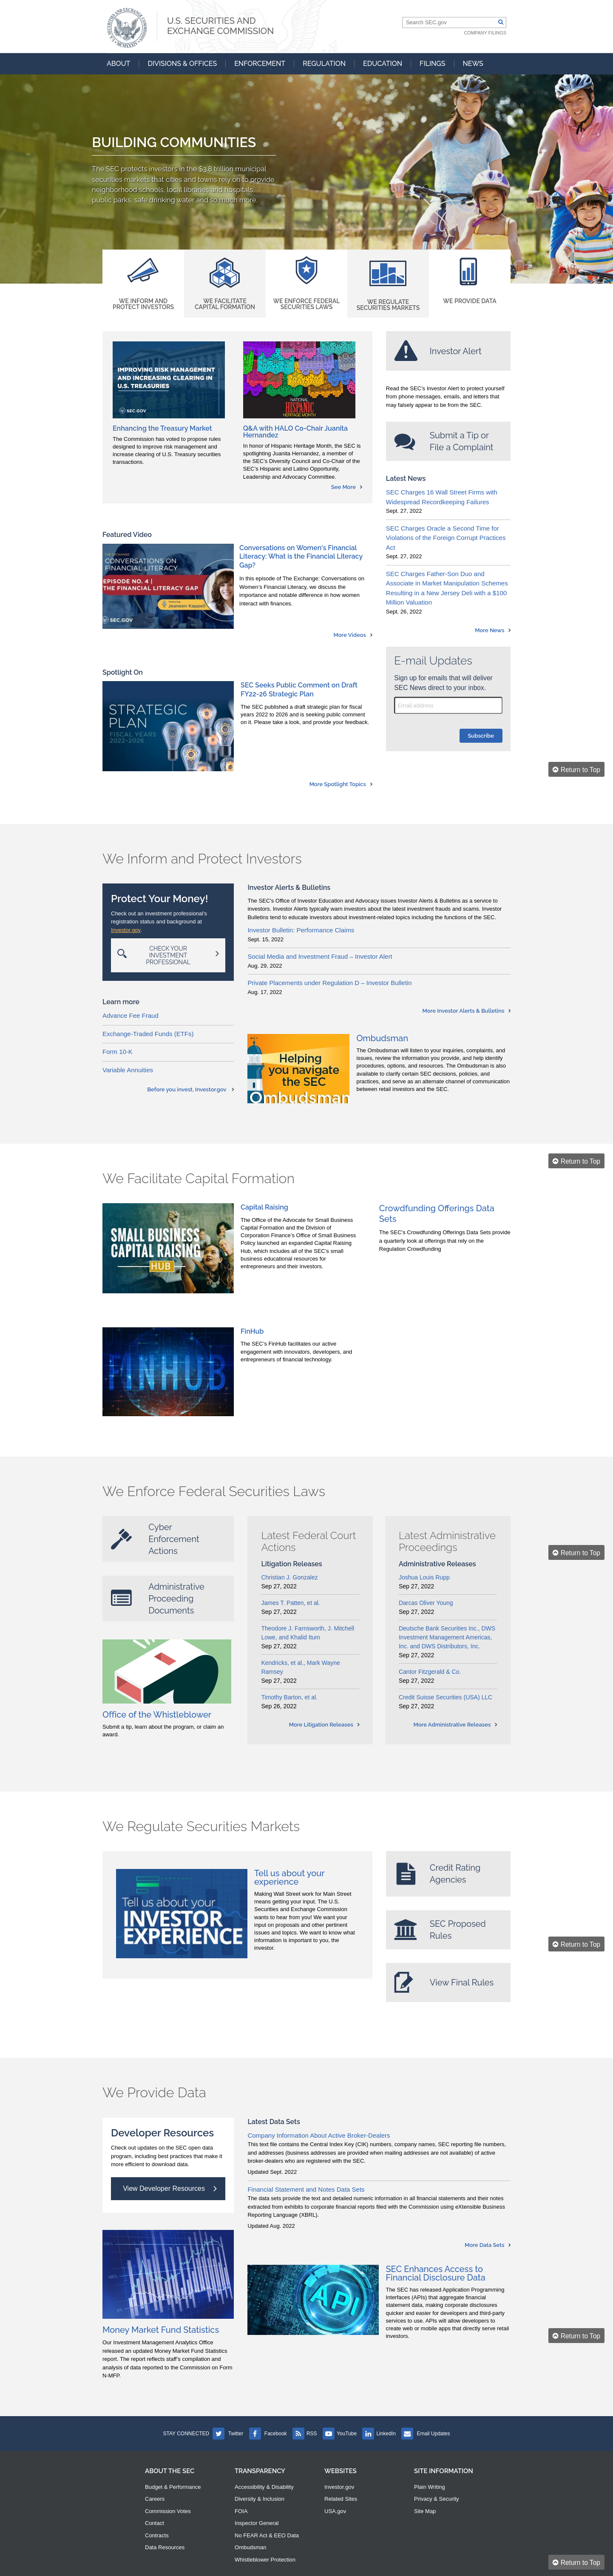 U.S. SECURITIES AND
EXCHANGE COMMISSION
Search SEC.gov
COMPANY FILINGS
ABOUT
DIVISIONS & OFFICES
ENFORCEMENT
REGULATION
EDUCATION
FILINGS
NEWS
BUILDING COMMUNITIES
The SEC protects investors in the $3.8 trillion municipal
securities markets that cities and towns rely on to provide
neighborhood schools, local libraries and hospitals,
public parks, safe drinking water and so much more.
WE INFORM AND
PROTECT INVESTORS
WE FACILITATE
CAPITAL FORMATION
WE ENFORCE FEDERAL
SECURITIES LAWS
WE REGULATE
SECURITIES MARKETS
WE PROVIDE DATA
IMPROVING RISK MANAGEMENT
AND INCREASING CLEARING IN
U.S. TREASURIES
SEC.GOV
Enhancing the Treasury Market
The Commission has voted to propose rules
designed to improve risk management and
increase clearing of U.S. Treasury securities
transactions.
NATIONAL
HISPANIC
HERITAGE MONTH
Q&A with HALO Co-Chair Juanita
Hernandez
In honor of Hispanic Heritage Month, the SEC is
spotlighting Juanita Hernandez, a member of
the SEC's Diversity Council and Co-Chair of the
SEC's Hispanic and Latino Opportunity,
Leadership and Advocacy Committee.
See More
Investor Alert
Read the SEC's Investor Alert to protect yourself
from phone messages, emails, and letters that
may falsely appear to be from the SEC.
Submit a Tip or
File a Complaint
Latest News
SEC Charges 16 Wall Street Firms with
Widespread Recordkeeping Failures
Sept. 27, 2022
SEC Charges Oracle a Second Time for
Violations of the Foreign Corrupt Practices
Act
Sept. 27, 2022
SEC Charges Father-Son Duo and
Associate in Market Manipulation Schemes
Resulting in a New Jersey Deli with a $100
Million Valuation
Sept. 26, 2022
More News
Featured Video
CONVERSATIONS ON
FINANCIAL LITERACY
EPISODE NO. 4 |
THE FINANCIAL LITERACY GAP
SEC.GOV
Conversations on Women's Financial
Literacy: What is the Financial Literacy
Gap?
In this episode of The Exchange: Conversations on
Women's Financial Literacy, we discuss the
importance and notable difference in how women
interact with finances.
More Videos
Spotlight On
STRATEGIC
PLAN
FISCAL YEARS
2022-2026
SEC Seeks Public Comment on Draft
FY22-26 Strategic Plan
The SEC published a draft strategic plan for fiscal
years 2022 to 2026 and is seeking public comment
on it. Please take a look, and provide your feedback.
More Spotlight Topics
E-mail Updates
Sign up for emails that will deliver
SEC News direct to your inbox.
Email address
Subscribe
Return to Top
We Inform and Protect Investors
Protect Your Money!
Check out an investment professional's
registration status and background at
Investor.gov.
CHECK YOUR
INVESTMENT
PROFESSIONAL
Learn more
Advance Fee Fraud
Exchange-Traded Funds (ETFs)
Form 10-K
Variable Annuities
Before you invest, Investor.gov
Investor Alerts & Bulletins
The SEC's Office of Investor Education and Advocacy issues Investor Alerts & Bulletins as a service to
investors. Investor Alerts typically warn investors about the latest investment frauds and scams. Investor
Bulletins tend to educate investors about investment-related topics including the functions of the SEC.
Investor Bulletin: Performance Claims
Sept. 15, 2022
Social Media and Investment Fraud – Investor Alert
Aug. 29, 2022
Private Placements under Regulation D – Investor Bulletin
Aug. 17, 2022
More Investor Alerts & Bulletins
Helping
you navigate
the SEC
Ombudsman
Ombudsman
The Ombudsman will listen to your inquiries, complaints, and
issues, review the information you provide, and help identify
procedures, options, and resources. The Ombudsman is also
available to clarify certain SEC decisions, policies, and
practices, and serve as an alternate channel of communication
between retail investors and the SEC.
Return to Top
We Facilitate Capital Formation
SMALL BUSINESS
CAPITAL RAISING
HUB
Capital Raising
The Office of the Advocate for Small Business
Capital Formation and the Division of
Corporation Finance's Office of Small Business
Policy launched an expanded Capital Raising
Hub, which includes all of the SEC's small
business educational resources for
entrepreneurs and their investors.
Crowdfunding Offerings Data
Sets
The SEC's Crowdfunding Offerings Data Sets provide
a quarterly look at offerings that rely on the
Regulation Crowdfunding
FINHUB
FinHub
The SEC's FinHub facilitates our active
engagement with innovators, developers, and
entrepreneurs of financial technology.
We Enforce Federal Securities Laws
Cyber
Enforcement
Actions
Administrative
Proceeding
Documents
Office of the Whistleblower
Submit a tip, learn about the program, or claim an
award.
Latest Federal Court
Actions
Litigation Releases
Christian J. Gonzalez
Sep 27, 2022
James T. Patten, et al.
Sep 27, 2022
Theodore J. Farnsworth, J. Mitchell
Lowe, and Khalid Itum
Sep 27, 2022
Kendricks, et al., Mark Wayne
Ramsey
Sep 27, 2022
Timothy Barton, et al.
Sep 26, 2022
More Litigation Releases
Latest Administrative
Proceedings
Administrative Releases
Joshua Louis Rupp
Sep 27, 2022
Darcas Oliver Young
Sep 27, 2022
Deutsche Bank Securities Inc., DWS
Investment Management Americas,
Inc. and DWS Distributors, Inc.
Sep 27, 2022
Cantor Fitzgerald & Co.
Sep 27, 2022
Credit Suisse Securities (USA) LLC
Sep 27, 2022
More Administrative Releases
Return to Top
We Regulate Securities Markets
Tell us about your
INVESTOR
EXPERIENCE
Tell us about your
experience
Making Wall Street work for Main Street
means getting your input. The U.S.
Securities and Exchange Commission
wants to hear from you! We want your
input on proposals and other pertinent
issues and topics. We want to know what
information is important to you, the
investor.
Credit Rating
Agencies
SEC Proposed
Rules
View Final Rules
Return to Top
We Provide Data
Developer Resources
Check out updates on the SEC open data
program, including best practices that make it
more efficient to download data.
View Developer Resources
Money Market Fund Statistics
Our Investment Management Analytics Office
released an updated Money Market Fund Statistics
report. The report reflects staff's compilation and
analysis of data reported to the Commission on Form
N-MFP.
Latest Data Sets
Company Information About Active Broker-Dealers
This text file contains the Central Index Key (CIK) numbers, company names, SEC reporting file numbers,
and addresses (business addresses are provided when mailing addresses are not available) of active
broker-dealers who are registered with the SEC.
Updated Sept. 2022
Financial Statement and Notes Data Sets
The data sets provide the text and detailed numeric information in all financial statements and their notes
extracted from exhibits to corporate financial reports filed with the Commission using eXtensible Business
Reporting Language (XBRL).
Updated Aug. 2022
More Data Sets
API
SEC Enhances Access to
Financial Disclosure Data
The SEC has released Application Programming
Interfaces (APIs) that aggregate financial
statement data, making corporate disclosures
quicker and easier for developers and third-party
services to use. APIs will allow developers to
create web or mobile apps that directly serve retail
investors.
Return to Top
STAY CONNECTED
Twitter
Facebook
RSS
YouTube
LinkedIn
Email Updates
ABOUT THE SEC
Budget & Performance
Careers
Commission Votes
Contact
Contracts
Data Resources
TRANSPARENCY
Accessibility & Disability
Diversity & Inclusion
FOIA
Inspector General
No FEAR Act & EEO Data
Ombudsman
Whistleblower Protection
WEBSITES
Investor.gov
Related Sites
USA.gov
SITE INFORMATION
Plain Writing
Privacy & Security
Site Map
Return to Top